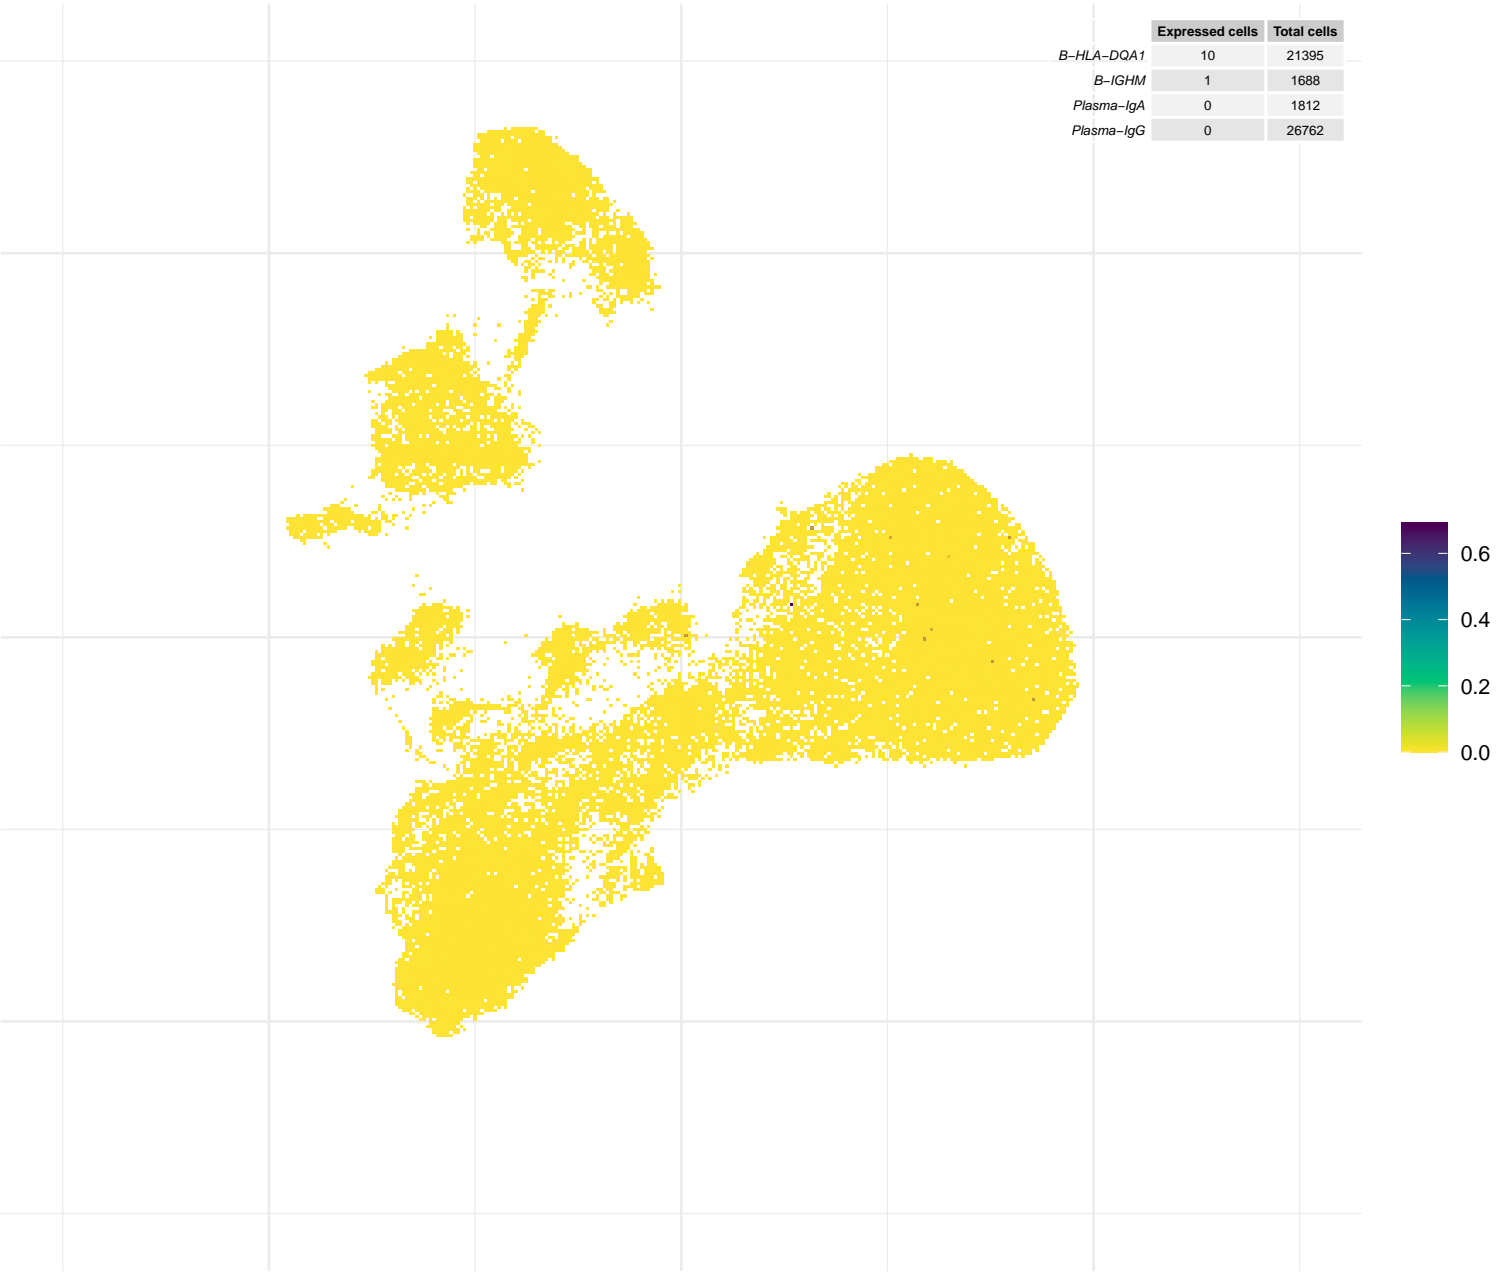 Expressed cells Total cells
B−HLA−DQA1 10 21395
B−IGHM 1 1688
Plasma−IgA 0 1812
Plasma−IgG 0 26762
0.6
0.4
0.2
0.0